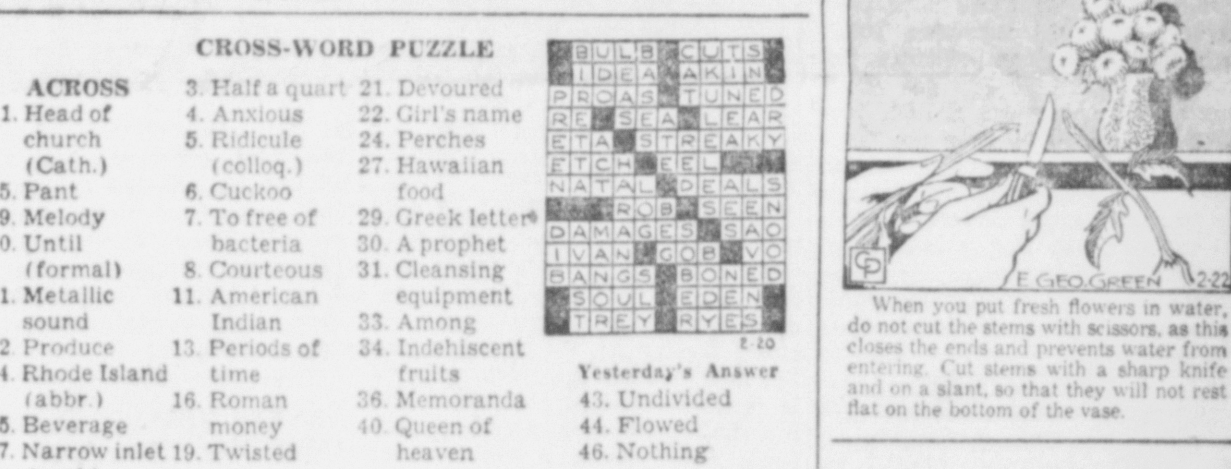 CROSS-WORD PUZZLE
ACROSS
1. Head of
church
(Cath.)
5. Pant
9. Melody
0. Until
(formal)
1. Metallic
sound
2. Produce
4. Rhode Island
(abbr.)
5. Beverage
7. Narrow inlet
3. Half a quart
4. Anxious
5. Ridicule
(colloq.)
6. Cuckoo
7. To free of
bacteria
8. Courteous
11. American
Indian
13. Periods of
time
16. Roman
money
19. Twisted
21. Devoured
22. Girl's name
24. Perches
27. Hawaiian
food
29. Greek letter
30. A prophet
31. Cleansing
equipment
33. Among
34. Indehiscent
fruits
36. Memoranda
40. Queen of
heaven
BULB CUTS
IDEA AKIN
PROAS TUNED
RE SEA LEAR
ETA STREAKY
ETCH EEL
NATAL DEALS
ROB SEEN
DAMAGES SAO
IVAN GOB VO
BANGS BONED
SOUL EDEN
TREY RYES
2-20
Yesterday's Answer
43. Undivided
44. Flowed
46. Nothing
CP
E. GEO. GREEN 2-22
When you put fresh flowers in water,
do not cut the stems with scissors, as this
closes the ends and prevents water from
entering. Cut stems with a sharp knife
and on a slant, so that they will not rest
flat on the bottom of the vase.